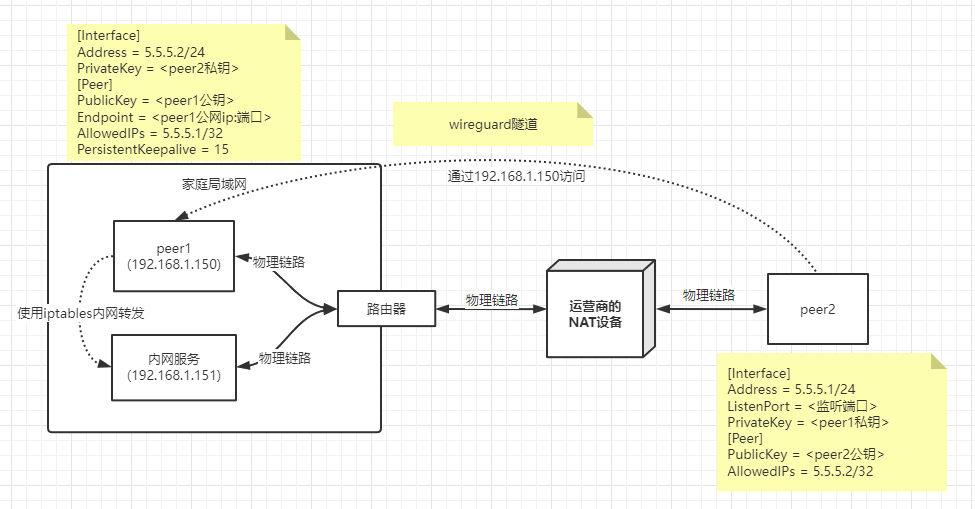 [Interface]
Address = 5.5.5.2/24
PrivateKey = <peer2私钥>
[Peer]
PublicKey = <peer1公钥>
Endpoint = <peer1公网ip:端口>
AllowedIPs = 5.5.5.1/32
PersistentKeepalive = 15
wireguard隧道
通过192.168.1.150访问
家庭局域网
peer1
(192.168.1.150)
物理链路
使用iptables内网转发
路由器
物理链路
运营商的
NAT设备
物理链路
peer2
内网服务
(192.168.1.151)
物理链路
[Interface]
Address = 5.5.5.1/24
ListenPort = <监听端口>
PrivateKey = <peer1私钥>
[Peer]
PublicKey = <peer2公钥>
AllowedIPs = 5.5.5.2/32